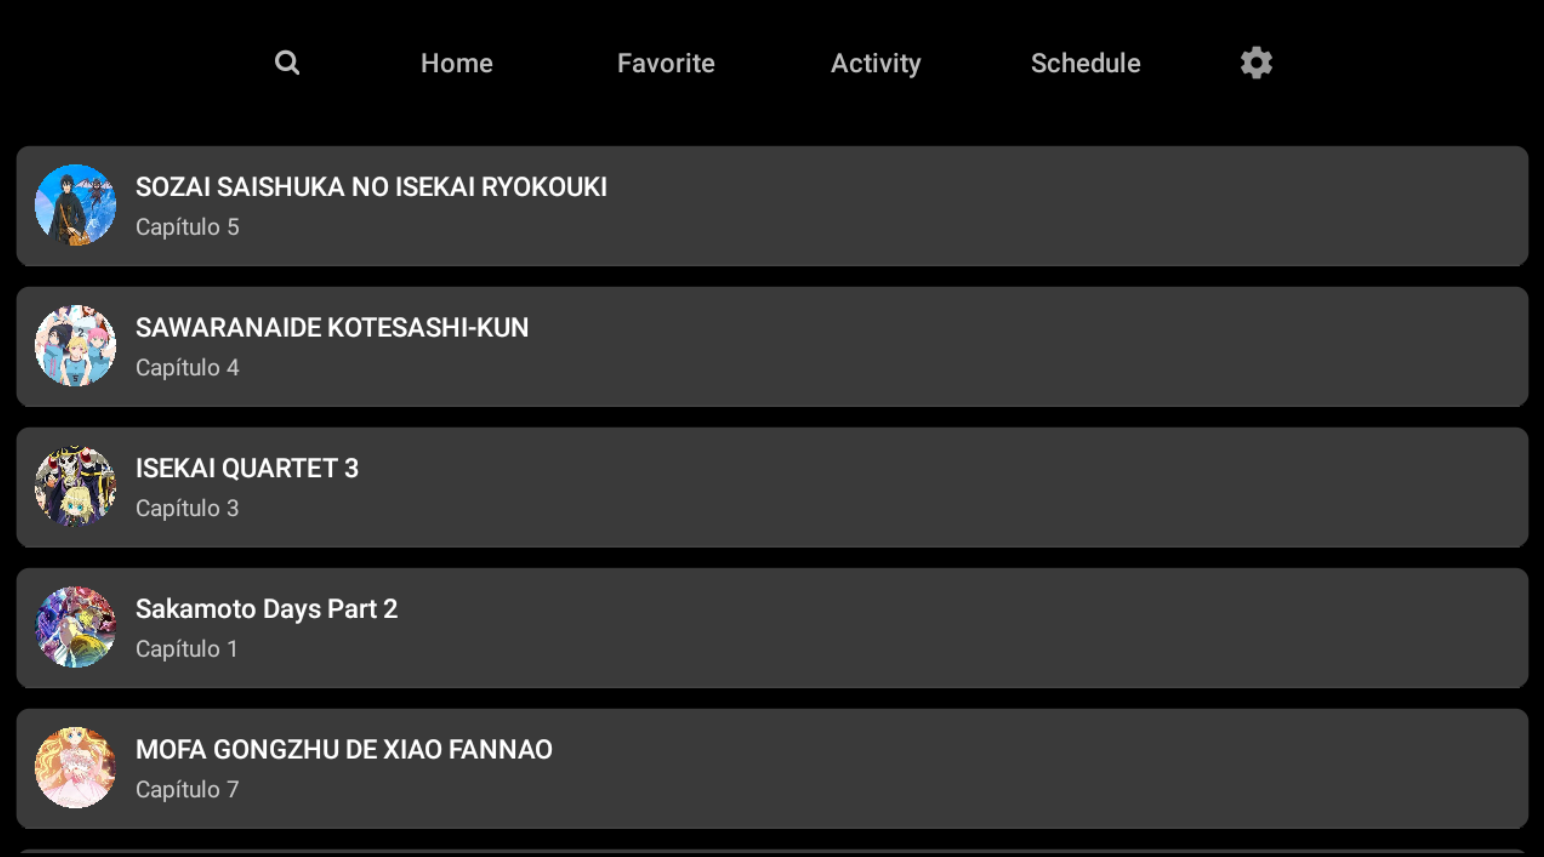 Home Favorite Activity Schedule
SOZAI SAISHUKA NO ISEKAI RYOKOUKI
Capítulo 5
SAWARANAIDE KOTESASHI-KUN
Capítulo 4
ISEKAI QUARTET 3
Capítulo 3
Sakamoto Days Part 2
Capítulo 1
MOFA GONGZHU DE XIAO FANNAO
Capítulo 7